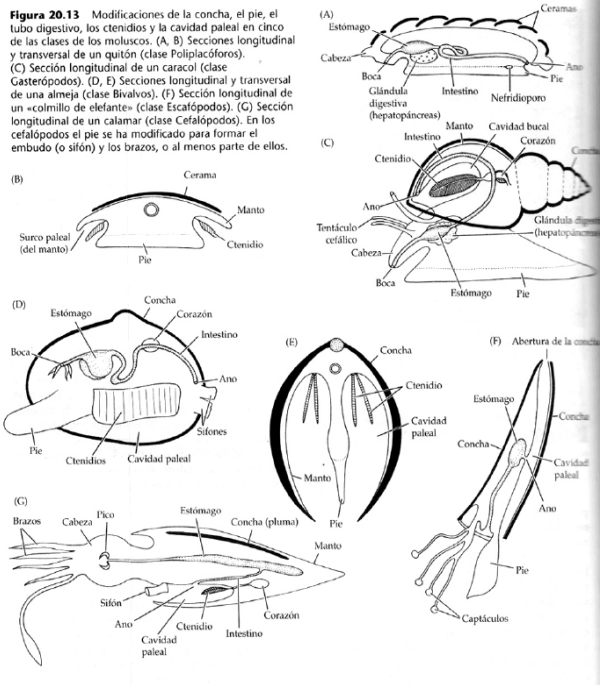 Figura 20.13 Modificaciones de la concha, el pie, el
tubo digestivo, los ctenidios y la cavidad paleal en cinco
de las clases de los moluscos. (A, B) Secciones longitudinal
y transversal de un quitón (clase Poliplacóforos).
(C) Sección longitudinal de un caracol (clase
Gasterópodos). (D, E) Secciones longitudinal y transversal
de una almeja (clase Bivalvos). (F) Sección longitudinal de
un «colmillo de elefante» (clase Escafópodos). (G) Sección
longitudinal de un calamar (clase Cefalópodos). En los
cefalópodos el pie se ha modificado para formar el
embudo (o sifón) y los brazos, o al menos parte de ellos.
(A)
Ceramas
Estómago
Cabeza
Boca
Ano
Pie
Glándula
digestiva
(hepatopáncreas)
Intestino
Nefridioporo
(B)
Cerama
Manto
Surco paleal
(del manto)
Ctenidio
Pie
(C)
Manto
Cavidad bucal
Intestino
Corazón
Ctenidio
Ano
Tentáculo
cefálico
Glándula
Cabeza
Boca
Estómago
Pie
(D)
Concha
Estómago
Corazón
Intestino
Boca
Ano
Sifones
Pie
Ctenidios
Cavidad paleal
(E)
Concha
Ctenidio
Cavidad
paleal
Manto
Pie
(F)
Abertura de la
Estómago
Concha
Concha
Cavidad
paleal
Ano
Pie
Captáculos
(G)
Brazos
Cabeza
Pico
Estómago
Concha (pluma)
Manto
Sifón
Ano
Cavidad
paleal
Ctenidio
Intestino
Corazón